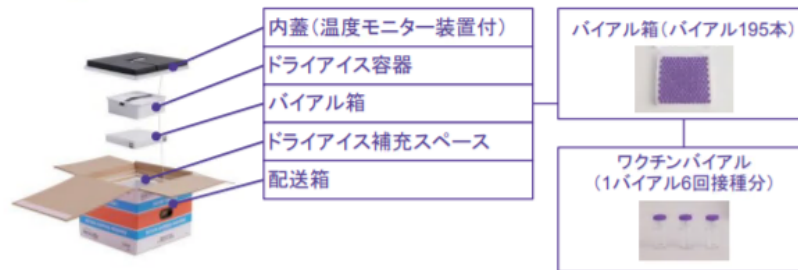 内蓋（温度モニター装置付）
ドライアイス容器
バイアル箱
ドライアイス補充スペース
配送箱
バイアル箱（バイアル195本）
ワクチンバイアル
（1バイアル6回接種分）